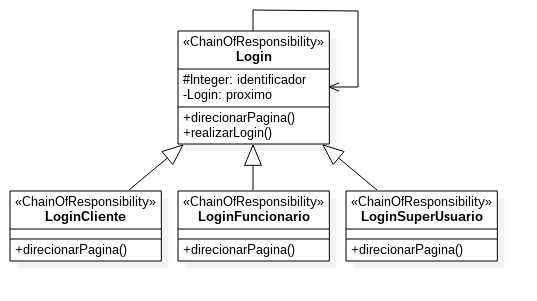 «ChainOfResponsibility»
Login
#Integer: identificador
-Login: proximo
+direcionarPagina()
+realizarLogin()
«ChainOfResponsibility»
LoginCliente
+direcionarPagina()
«ChainOfResponsibility»
LoginFuncionario
+direcionarPagina()
«ChainOfResponsibility»
LoginSuperUsuario
+direcionarPagina()